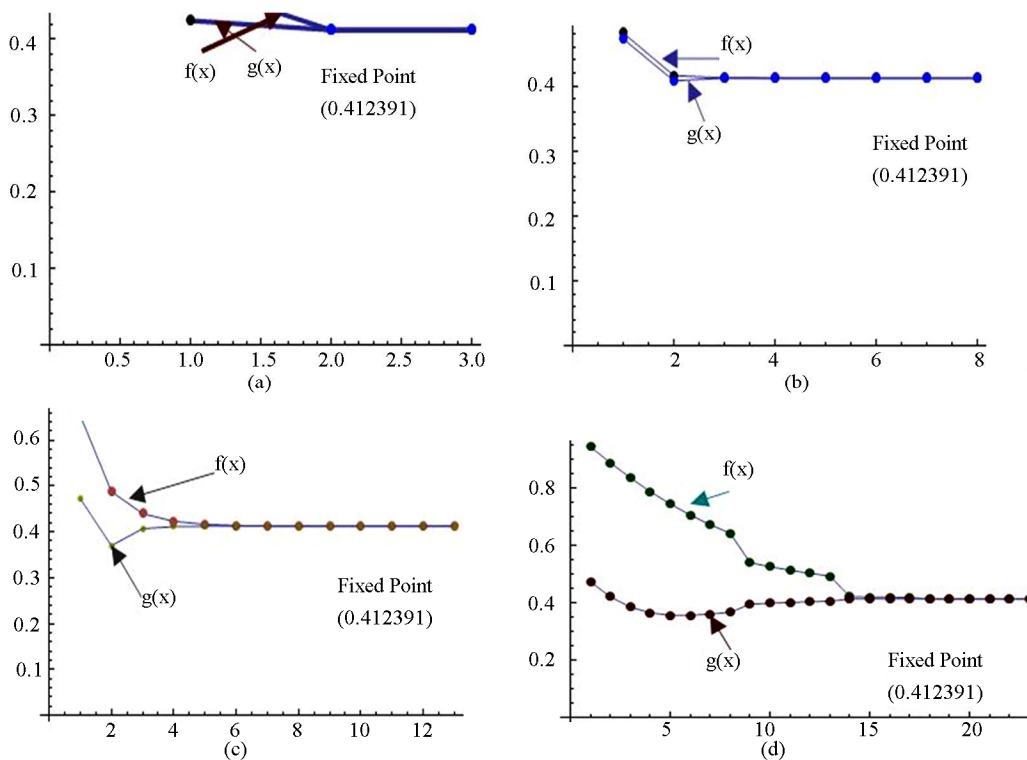 0.4
0.3
0.2
0.1
f(x)
g(x)
Fixed Point
(0.412391)
0.5
1.0
1.5
2.0
2.5
3.0
(a)
0.4
0.3
0.2
0.1
f(x)
g(x)
Fixed Point
(0.412391)
2
4
6
8
(b)
0.6
0.5
0.4
0.3
0.2
0.1
f(x)
g(x)
Fixed Point
(0.412391)
2
4
6
8
10
12
(c)
0.8
0.6
0.4
0.2
f(x)
g(x)
Fixed Point
(0.412391)
5
10
15
20
(d)